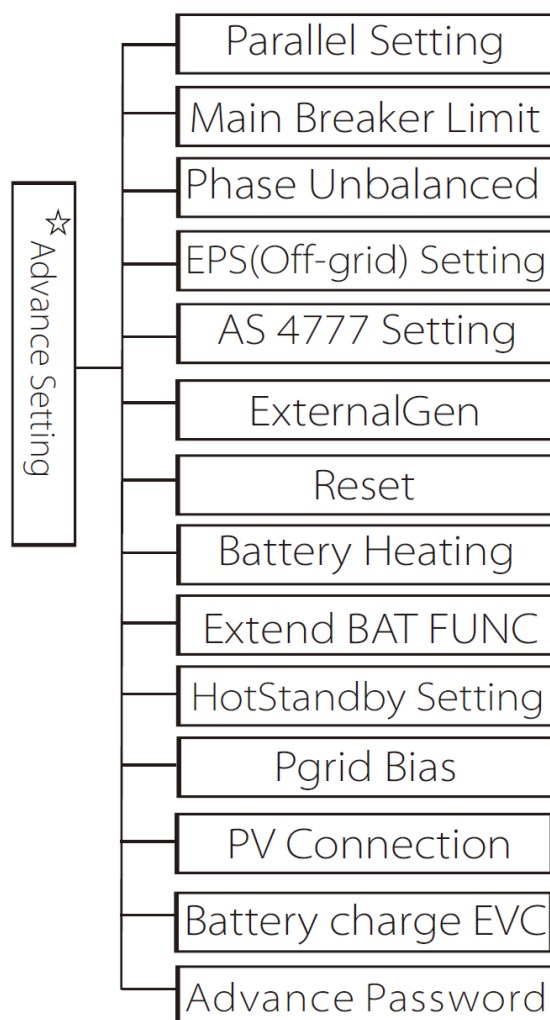 ☆ Advance Setting
Parallel Setting
Main Breaker Limit
Phase Unbalanced
EPS(Off-grid) Setting
AS 4777 Setting
ExternalGen
Reset
Battery Heating
Extend BAT FUNC
HotStandby Setting
Pgrid Bias
PV Connection
Battery charge EVC
Advance Password